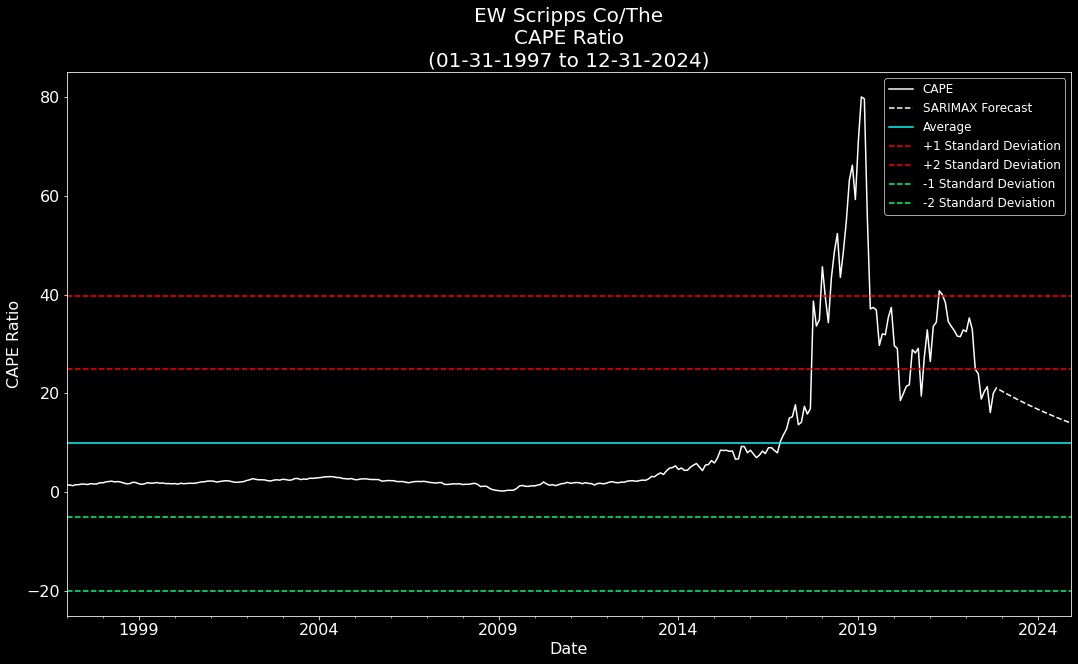 EW Scripps Co/The
CAPE Ratio
(01-31-1997 to 12-31-2024)
CAPE
SARIMAX Forecast
Average
+1 Standard Deviation
+2 Standard Deviation
-1 Standard Deviation
-2 Standard Deviation
80
60
40
20
0
−20
CAPE Ratio
1999
2004
2009
2014
2019
2024
Date